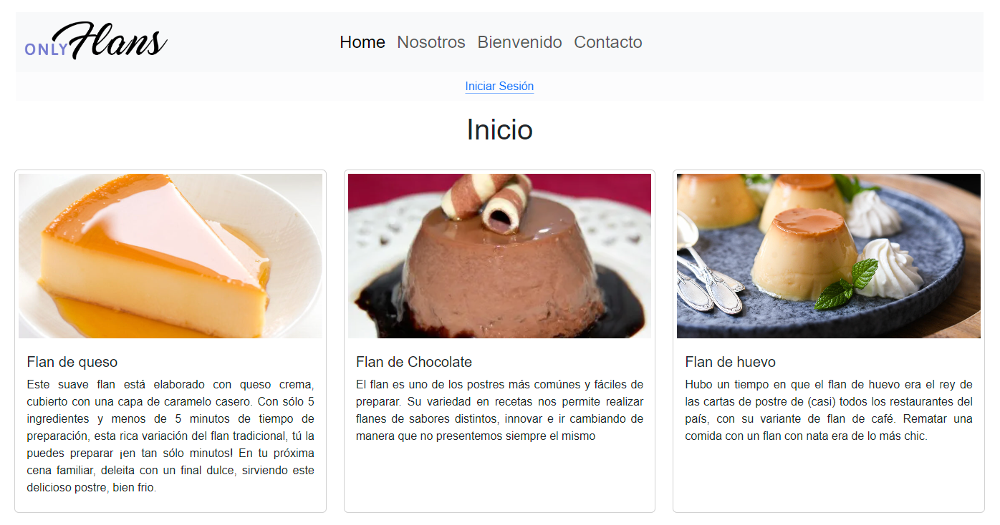 ONLY Flans
Home Nosotros Bienvenido Contacto
Iniciar Sesión
Inicio
Flan de queso
Este suave flan está elaborado con queso crema,
cubierto con una capa de caramelo casero. Con sólo 5
ingredientes y menos de 5 minutos de tiempo de
preparación, esta rica variación del flan tradicional, tú la
puedes preparar ¡en tan sólo minutos! En tu próxima
cena familiar, deleita con un final dulce, sirviendo este
delicioso postre, bien frio.
Flan de Chocolate
El flan es uno de los postres más comúnes y fáciles de
preparar. Su variedad en recetas nos permite realizar
flanes de sabores distintos, innovar e ir cambiando de
manera que no presentemos siempre el mismo
Flan de huevo
Hubo un tiempo en que el flan de huevo era el rey de
las cartas de postre de (casi) todos los restaurantes del
país, con su variante de flan de café. Rematar una
comida con un flan con nata era de lo más chic.